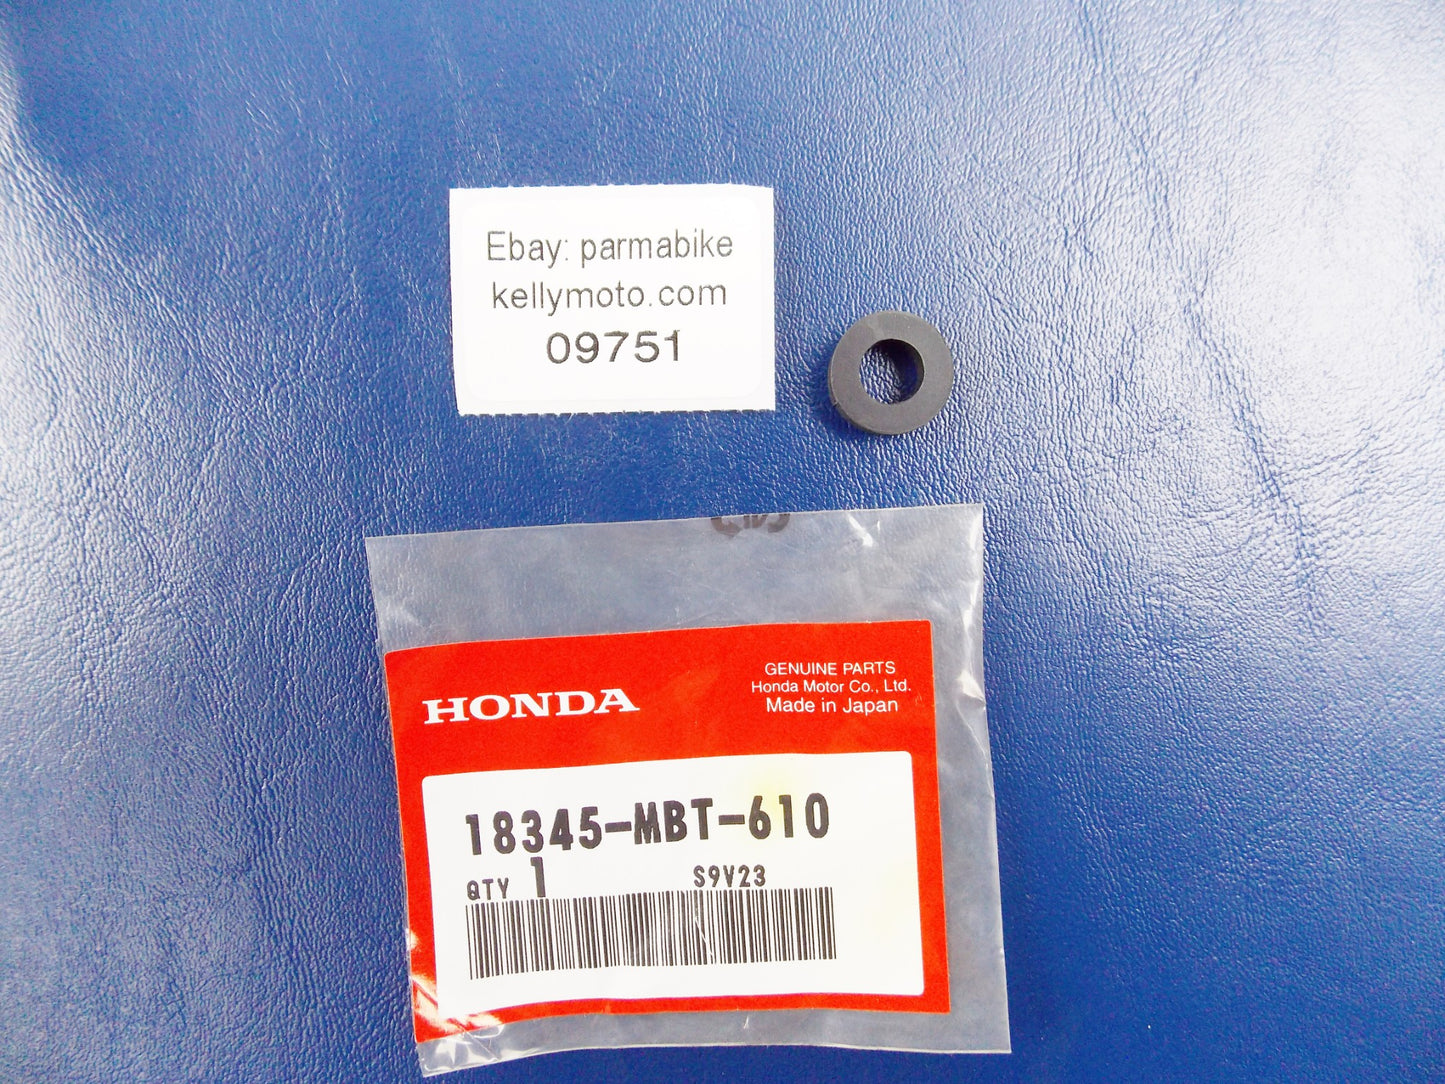 Ebay: parmabike
kellymoto.com
09751
HONDA
GENUINE PARTS
Honda Motor Co., Ltd.
Made in Japan
18345-MBT-610
QTY 1 S9V23